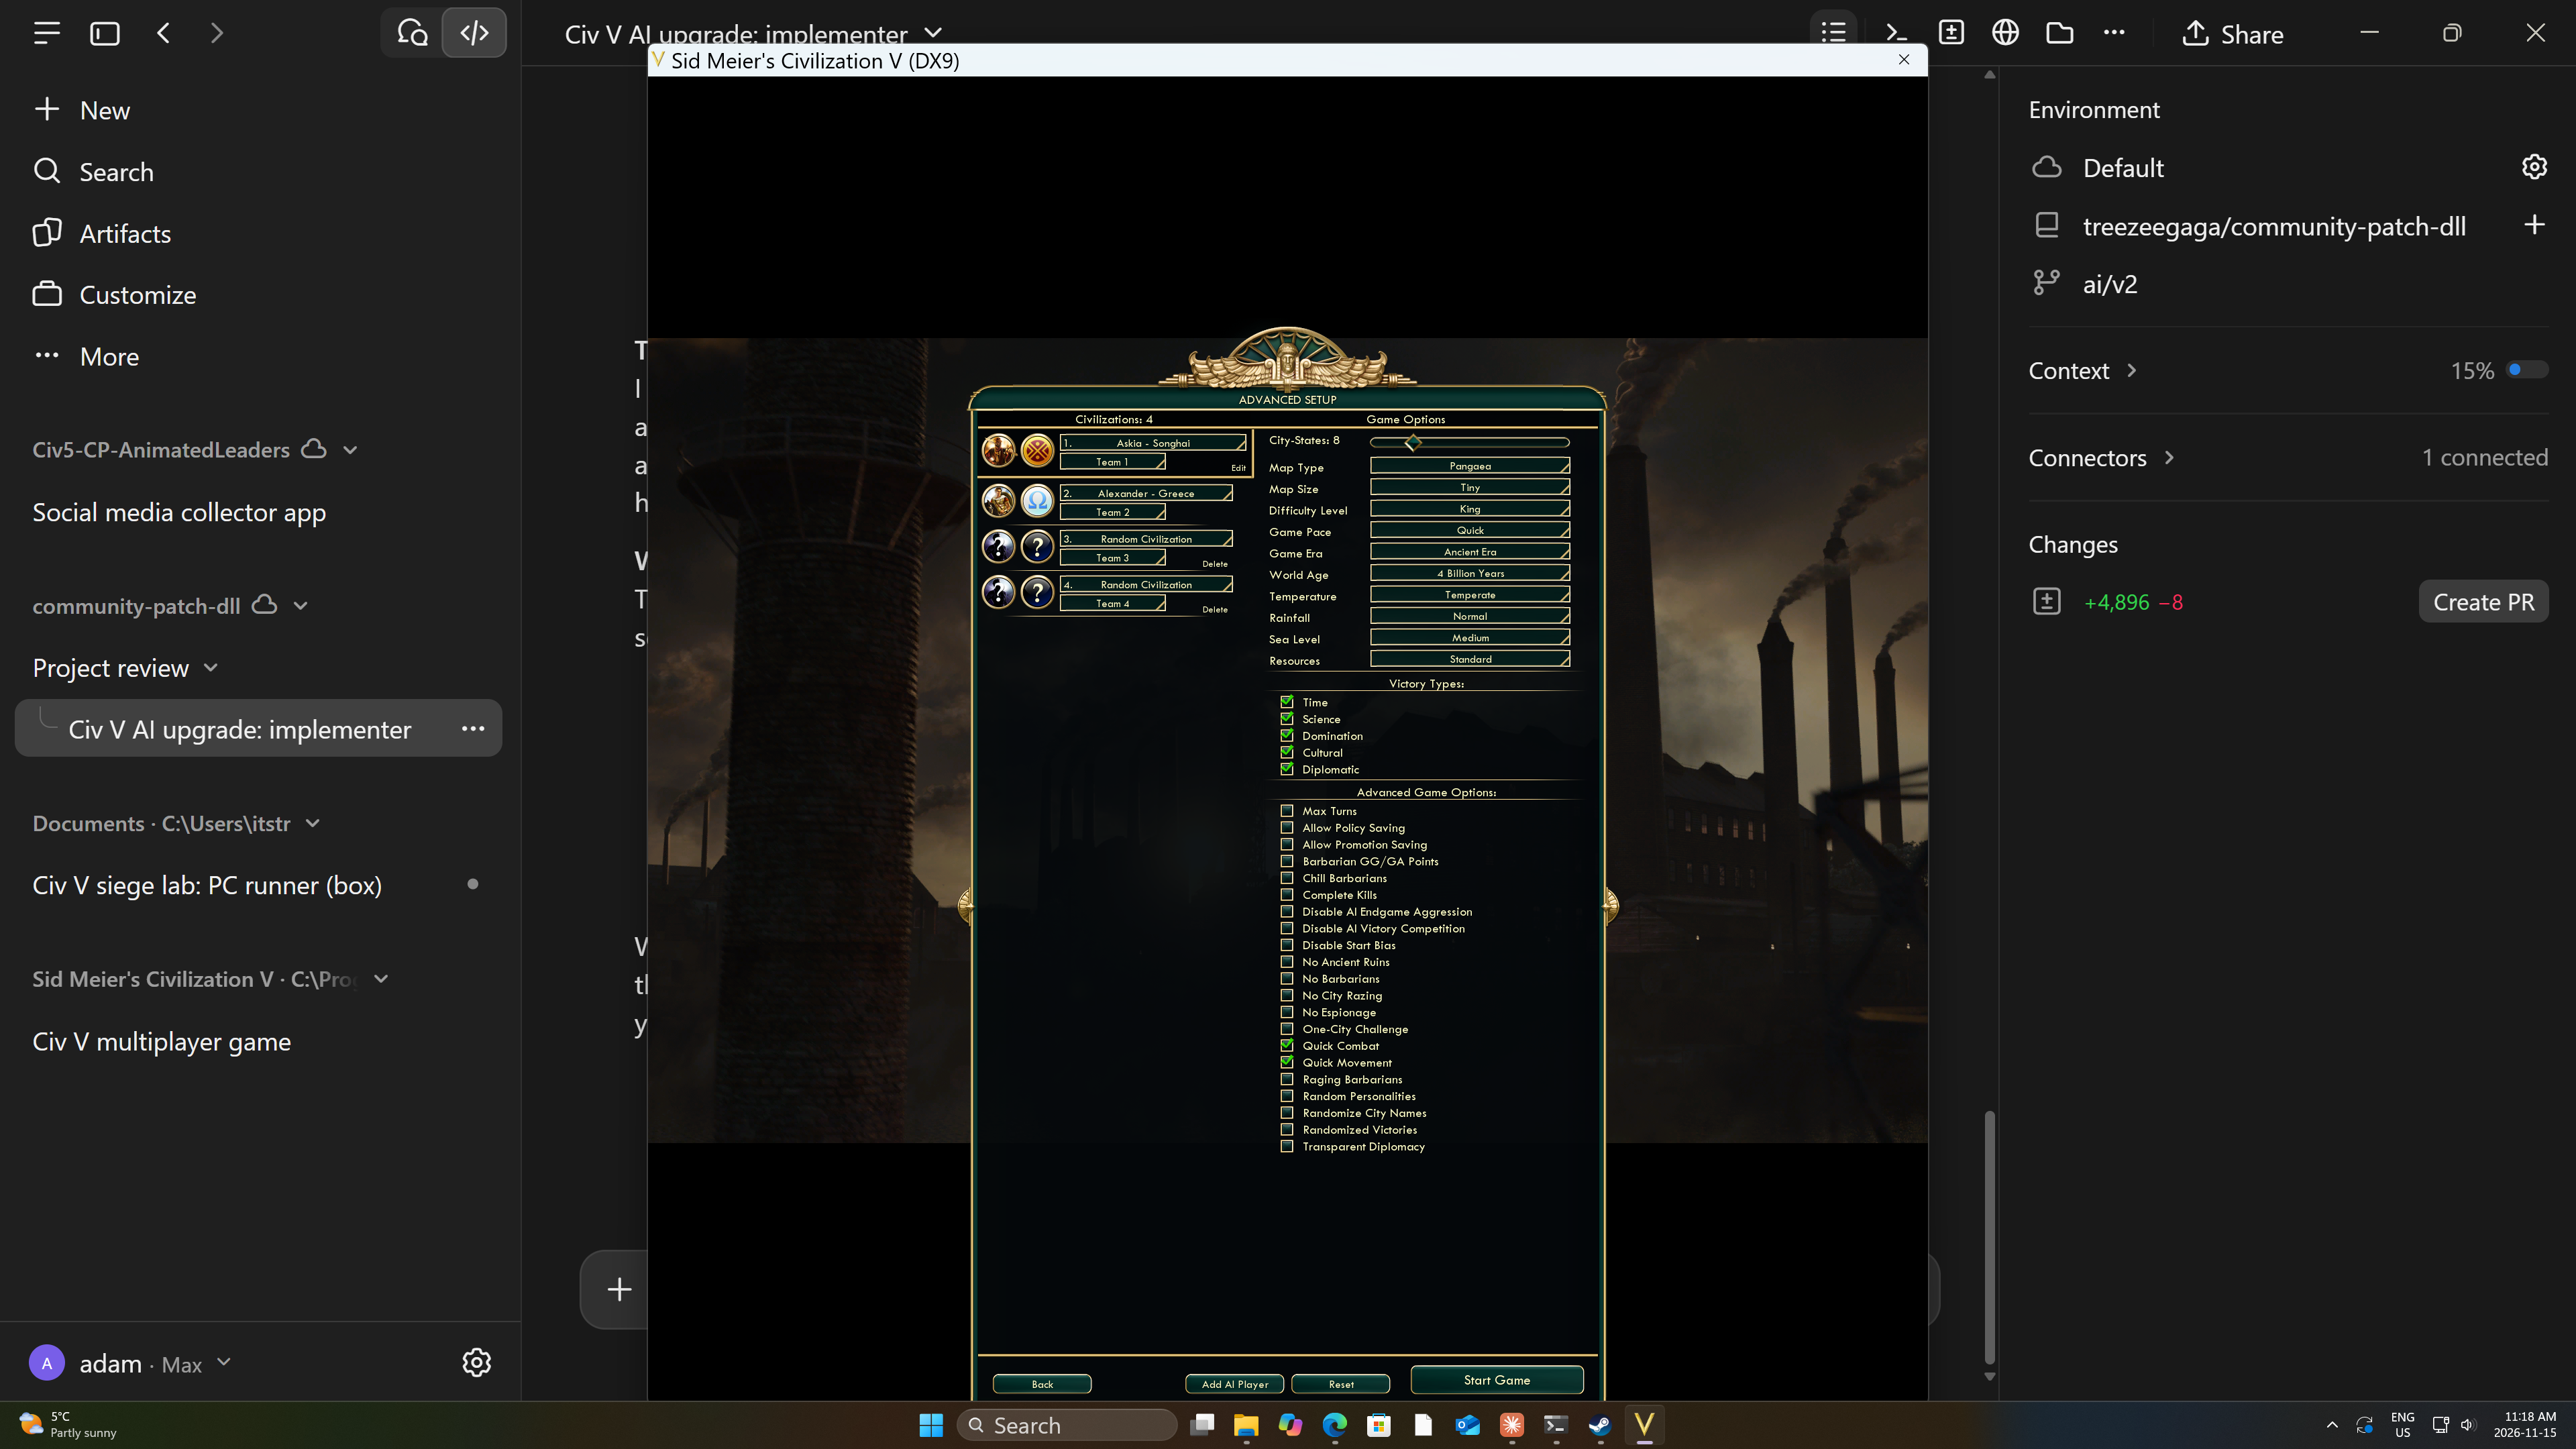 Civ V AI upgrade: implementer
Share
Sid Meier's Civilization V (DX9)
New
Search
Artifacts
Customize
More
Civ5-CP-AnimatedLeaders
Social media collector app
community-patch-dll
Project review
Civ V AI upgrade: implementer
Documents · C:\Users\itstr
Civ V siege lab: PC runner (box)
Sid Meier's Civilization V · C:\Prog
Civ V multiplayer game
A adam · Max
ADVANCED SETUP
Civilizations: 4
1. Askia - Songhai
Team 1
Edit
2. Alexander - Greece
Team 2
3. Random Civilization
Team 3
Delete
4. Random Civilization
Team 4
Delete
Game Options
City-States: 8
Map Type Pangaea
Map Size Tiny
Difficulty Level King
Game Pace Quick
Game Era Ancient Era
World Age 4 Billion Years
Temperature Temperate
Rainfall Normal
Sea Level Medium
Resources Standard
Victory Types:
Time
Science
Domination
Cultural
Diplomatic
Advanced Game Options:
Max Turns
Allow Policy Saving
Allow Promotion Saving
Barbarian GG/GA Points
Chill Barbarians
Complete Kills
Disable AI Endgame Aggression
Disable AI Victory Competition
Disable Start Bias
No Ancient Ruins
No Barbarians
No City Razing
No Espionage
One-City Challenge
Quick Combat
Quick Movement
Raging Barbarians
Random Personalities
Randomize City Names
Randomized Victories
Transparent Diplomacy
Back
Add AI Player
Reset
Start Game
Environment
Default
treezeegaga/community-patch-dll
ai/v2
Context 15%
Connectors 1 connected
Changes
+4,896 −8
Create PR
5°C
Partly sunny
Search
ENG
US
11:18 AM
2026-11-15